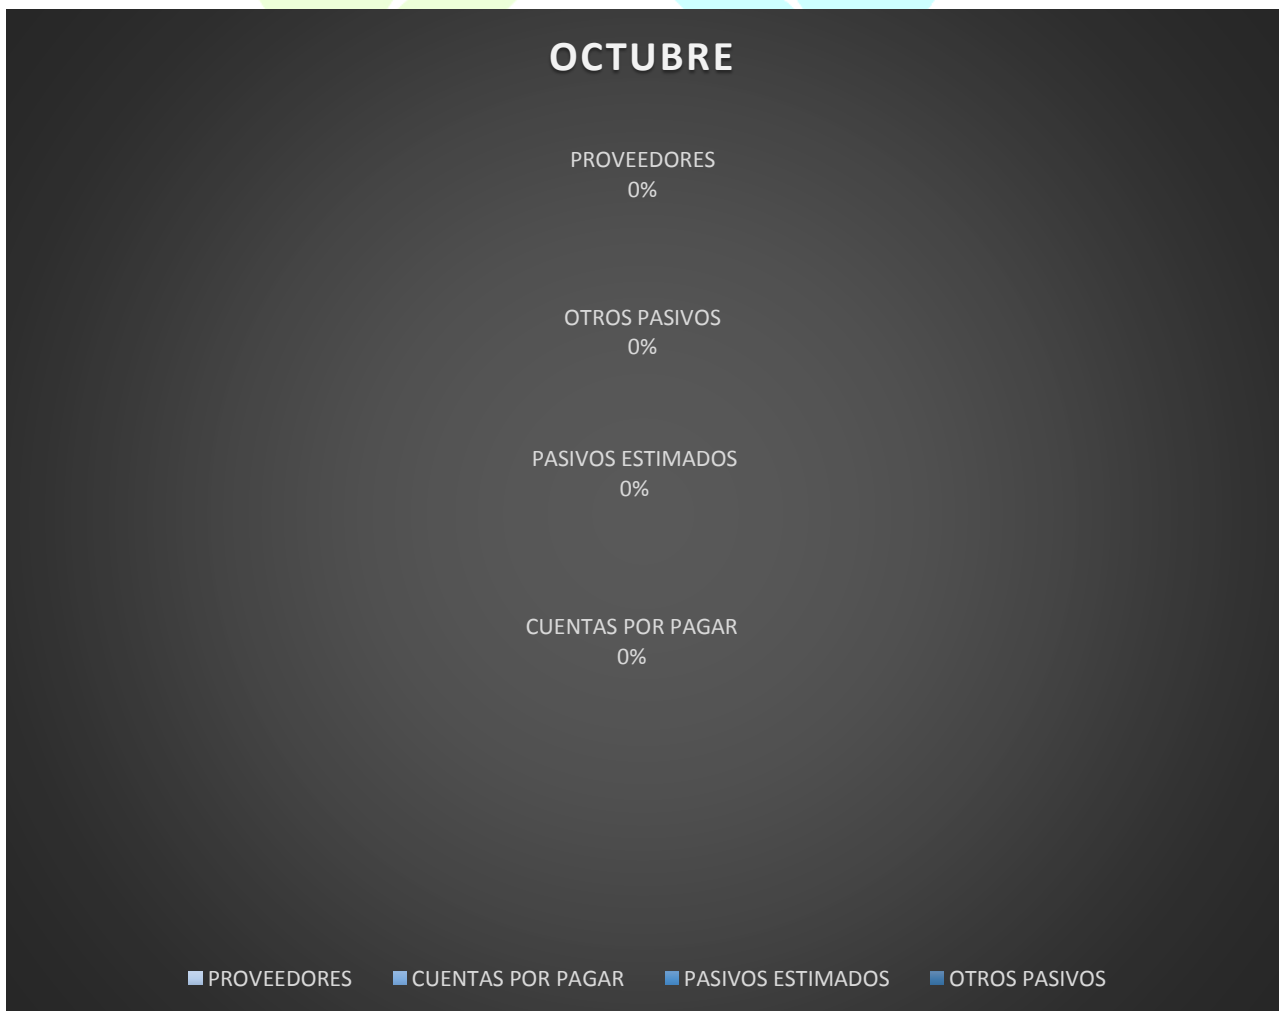 OCTUBRE
PROVEEDORES
0%
OTROS PASIVOS
0%
PASIVOS ESTIMADOS
0%
CUENTAS POR PAGAR
0%
PROVEEDORES CUENTAS POR PAGAR PASIVOS ESTIMADOS OTROS PASIVOS